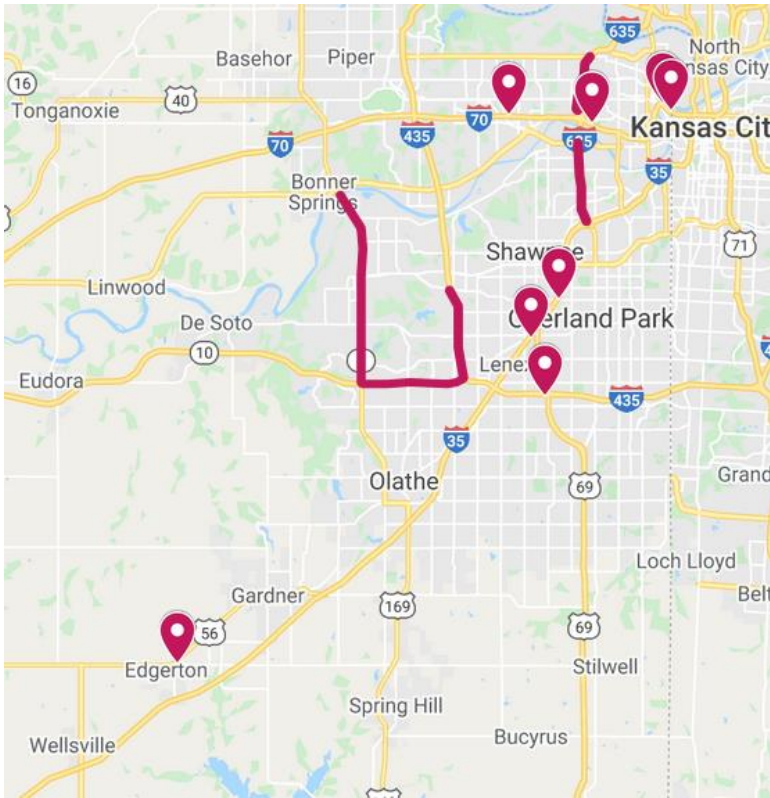 635
Basehor
Piper
North
nsas City
16
40
Tonganoxie
70
435
70
635
Kansas Cit
35
Bonner
Springs
71
Shawnee
Linwood
De Soto
Overland Park
10
Lenexa
Eudora
435
35
Olathe
69
Grand
Loch Lloyd
Belt
Gardner
169
56
69
Edgerton
Stilwell
Spring Hill
Bucyrus
Wellsville